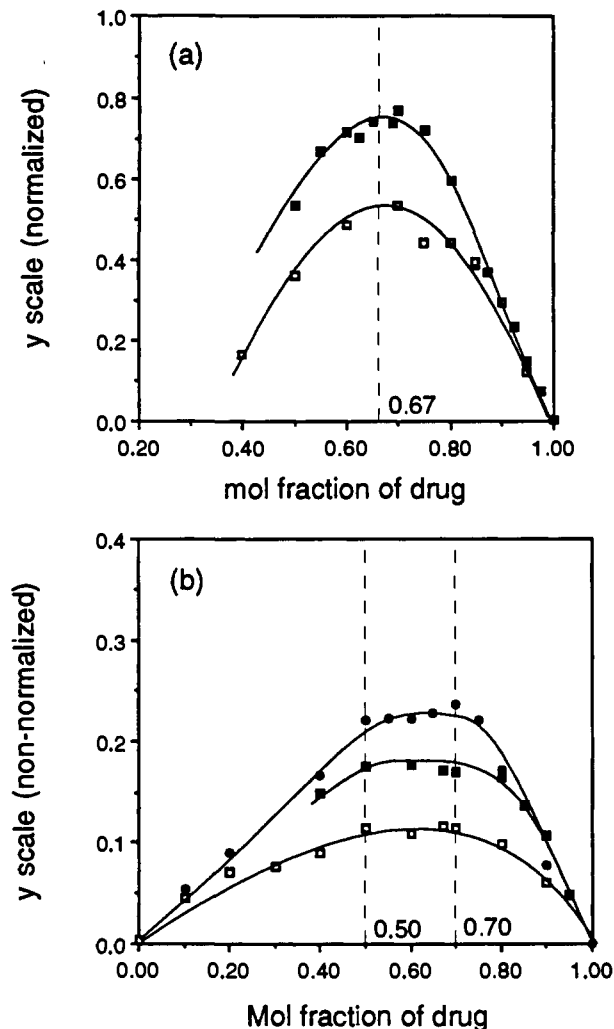 1.0
(a)
0.8
0.6
0.4
0.2
0.0
y scale (normalized)
0.67
0.20 0.40 0.60 0.80 1.00
mol fraction of drug
0.4
(b)
0.3
0.2
0.1
0.0
y scale (non-normalized)
0.50 0.70
0.00 0.20 0.40 0.60 0.80 1.00
Mol fraction of drug